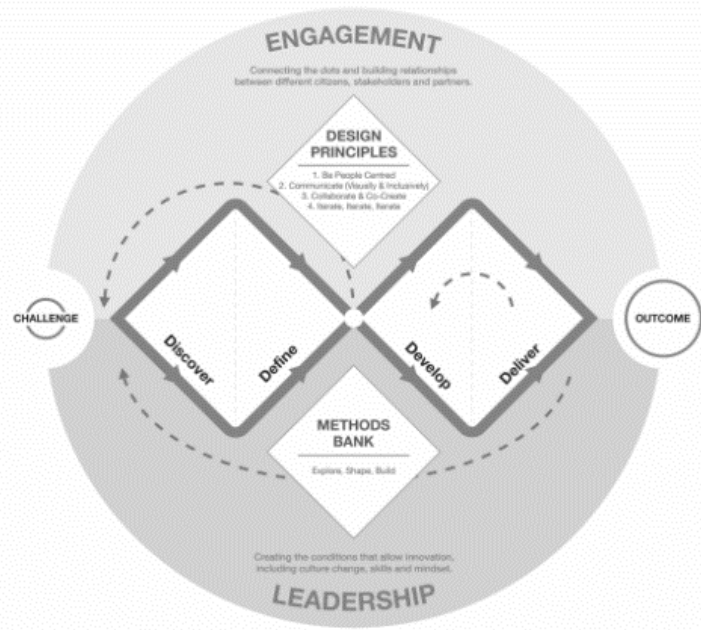 ENGAGEMENT
Connecting the dots and building relationships
between different citizens, stakeholders and partners.
DESIGN
PRINCIPLES
1. Be People Centred
2. Communicate (Visually & Inclusively)
3. Collaborate & Co-Create
4. Iterate, Iterate, Iterate
CHALLENGE
OUTCOME
Discover
Define
Develop
Deliver
METHODS
BANK
Explore, Shape, Build
Creating the conditions that allow innovation,
including culture change, skills and mindset.
LEADERSHIP